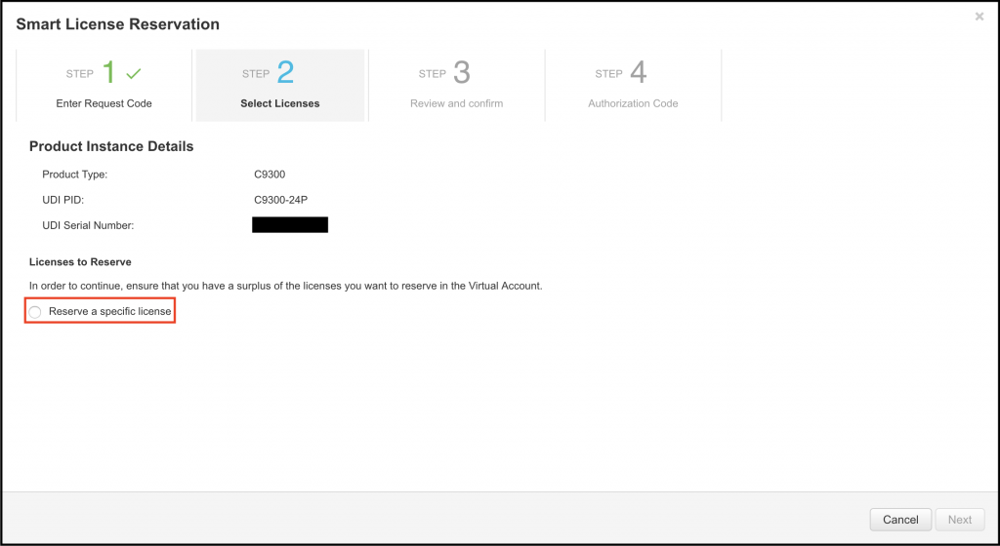 Smart License Reservation
STEP 1
Enter Request Code
STEP 2
Select Licenses
STEP 3
Review and confirm
STEP 4
Authorization Code
Product Instance Details
Product Type: C9300
UDI PID: C9300-24P
UDI Serial Number:
Licenses to Reserve
In order to continue, ensure that you have a surplus of the licenses you want to reserve in the Virtual Account.
Reserve a specific license
Cancel Next